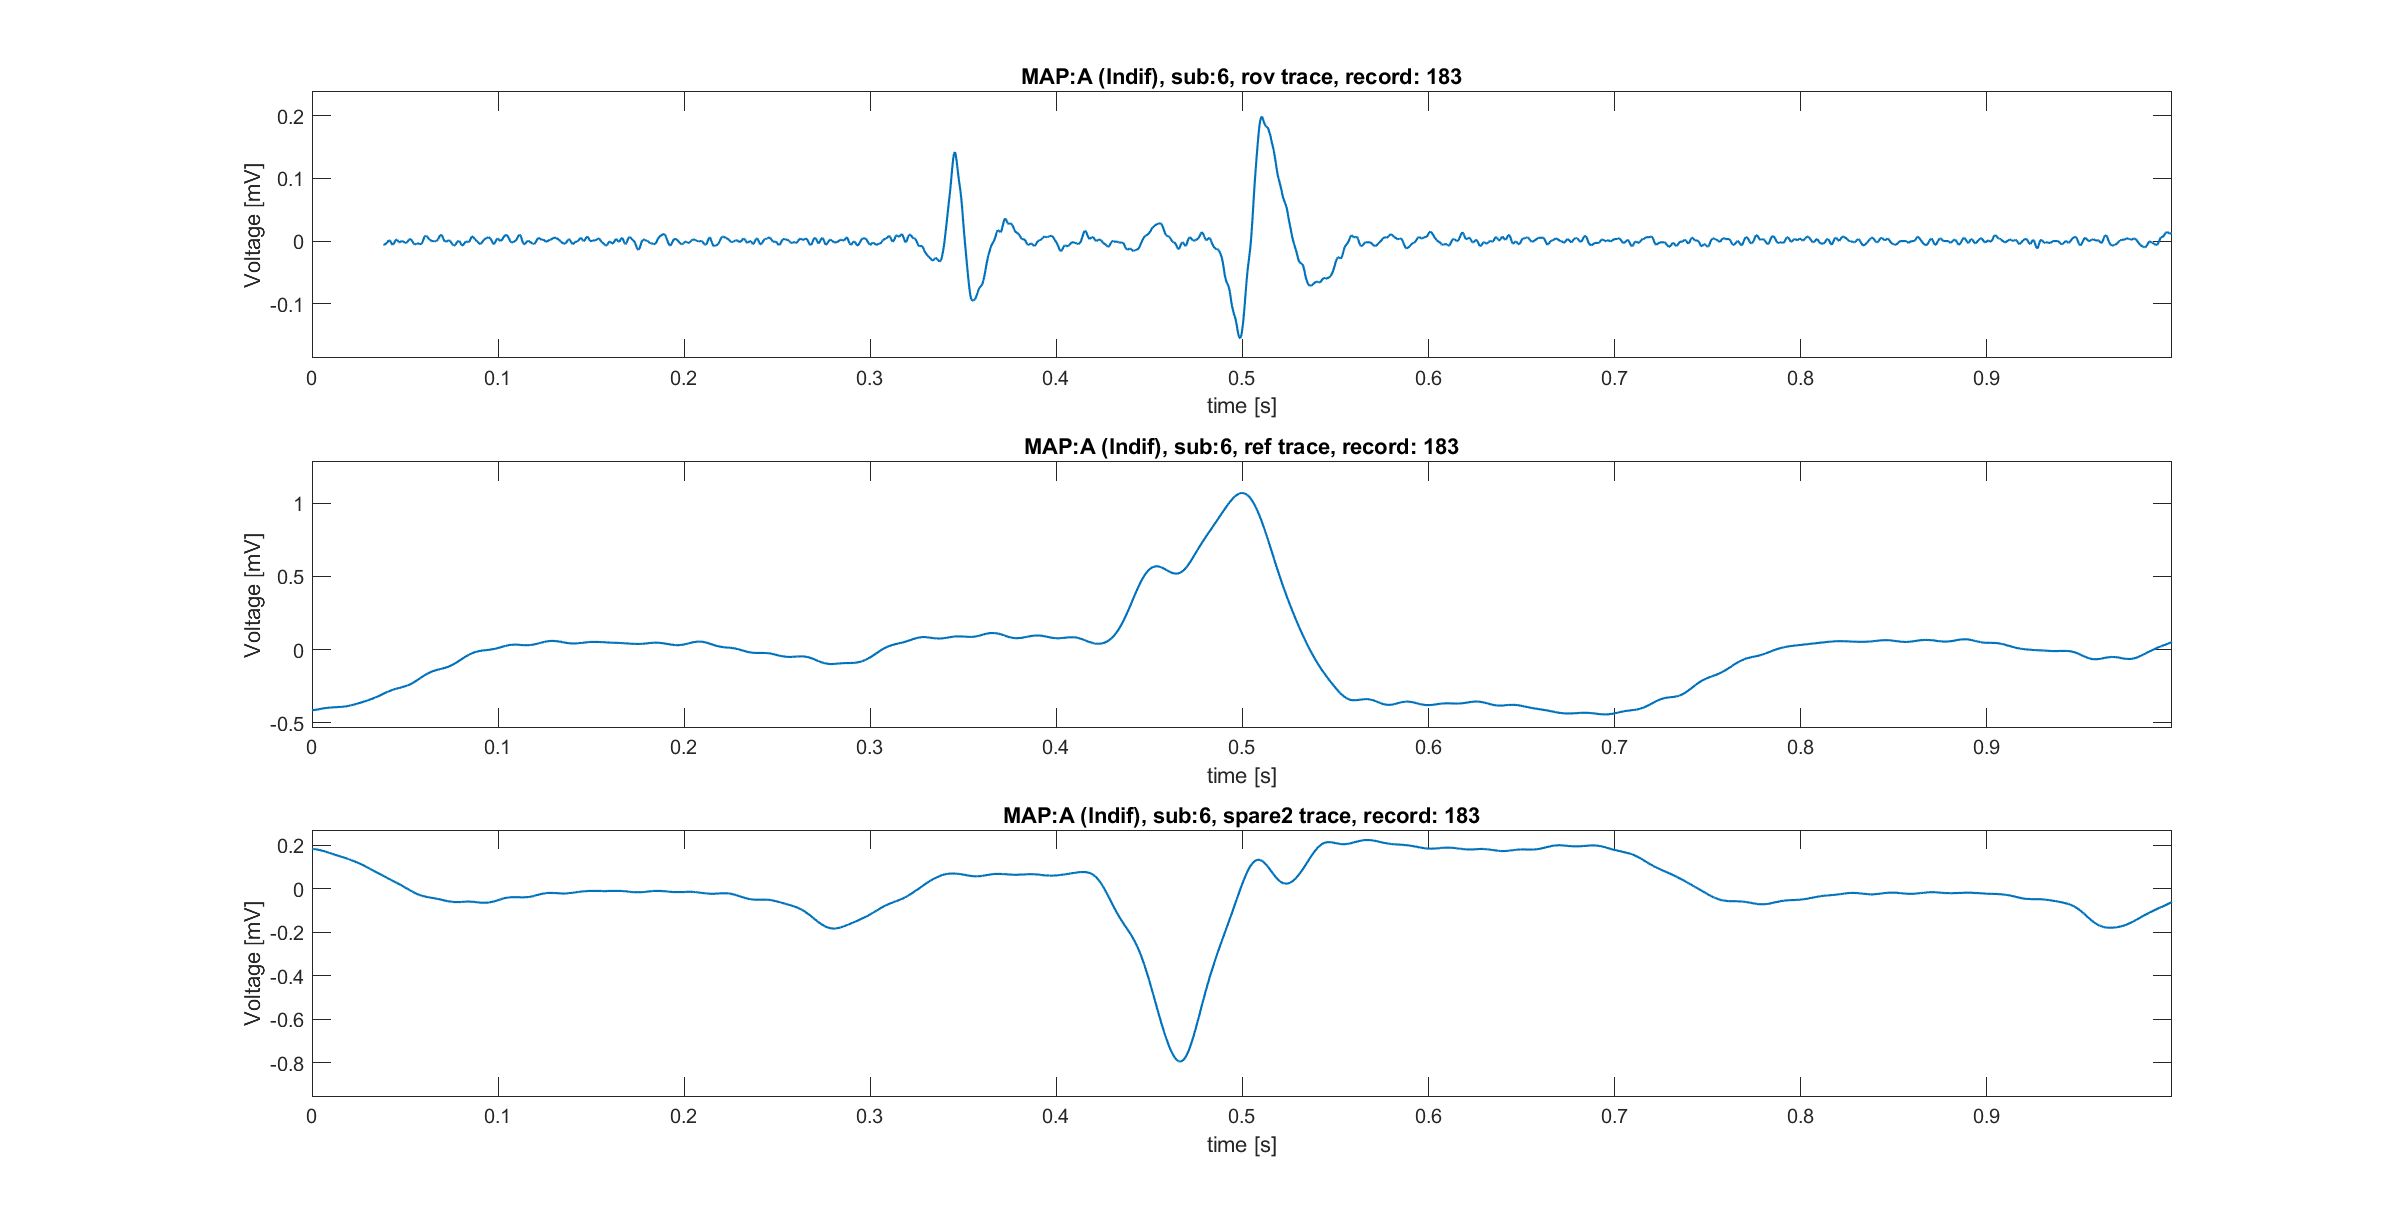 MAP:A (Indif), sub:6, rov trace, record: 183
Voltage [mV]
0.2
0.1
0
-0.1
0 0.1 0.2 0.3 0.4 0.5 0.6 0.7 0.8 0.9
time [s]
MAP:A (Indif), sub:6, ref trace, record: 183
Voltage [mV]
1
0.5
0
-0.5
0 0.1 0.2 0.3 0.4 0.5 0.6 0.7 0.8 0.9
time [s]
MAP:A (Indif), sub:6, spare2 trace, record: 183
Voltage [mV]
0.2
0
-0.2
-0.4
-0.6
-0.8
0 0.1 0.2 0.3 0.4 0.5 0.6 0.7 0.8 0.9
time [s]